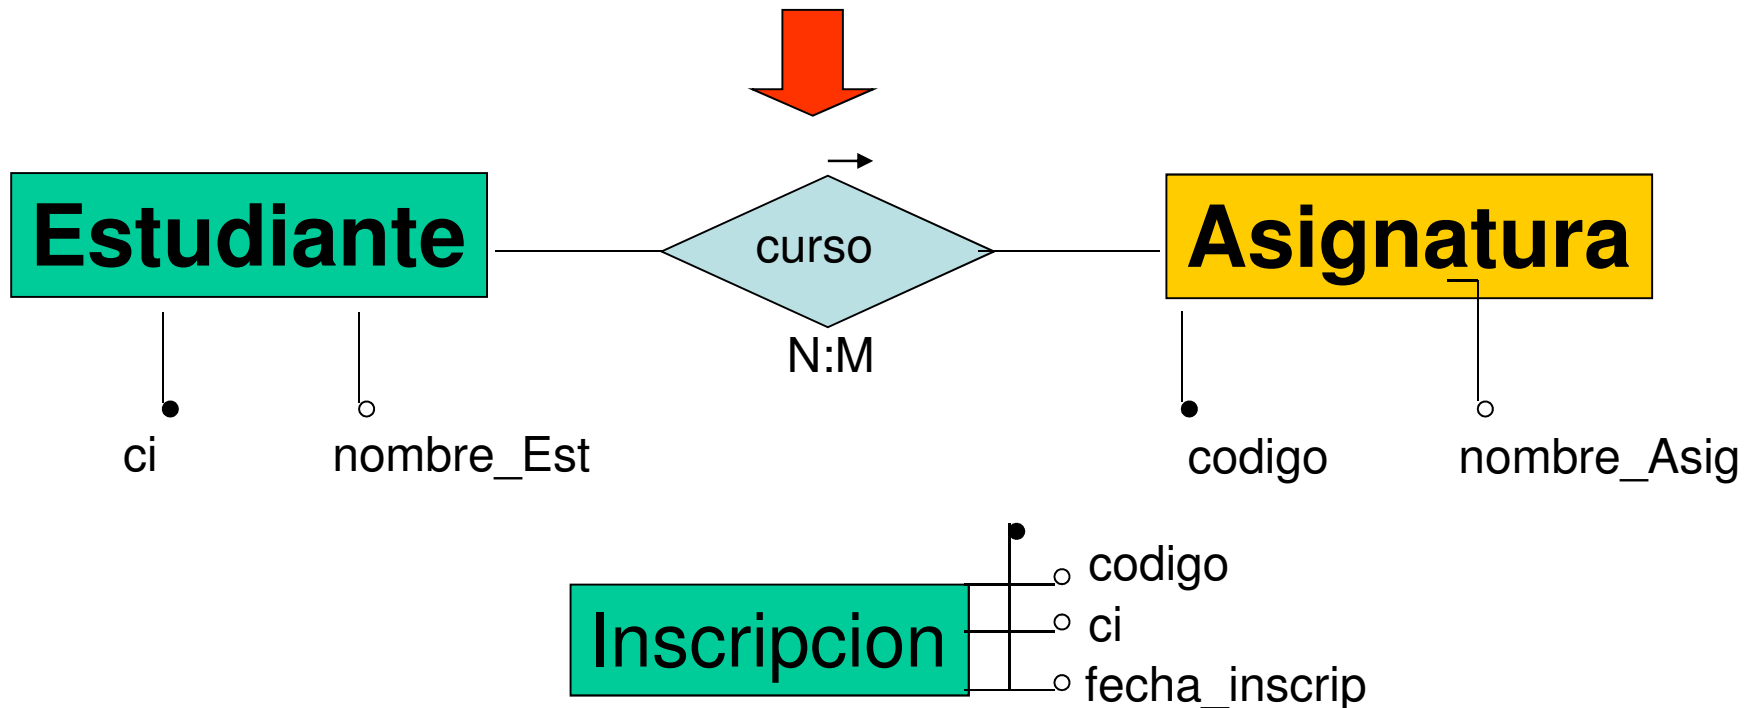 Estudiante
curso
Asignatura
N:M
ci
nombre_Est
codigo
nombre_Asig
Inscripcion
codigo
ci
fecha_inscrip